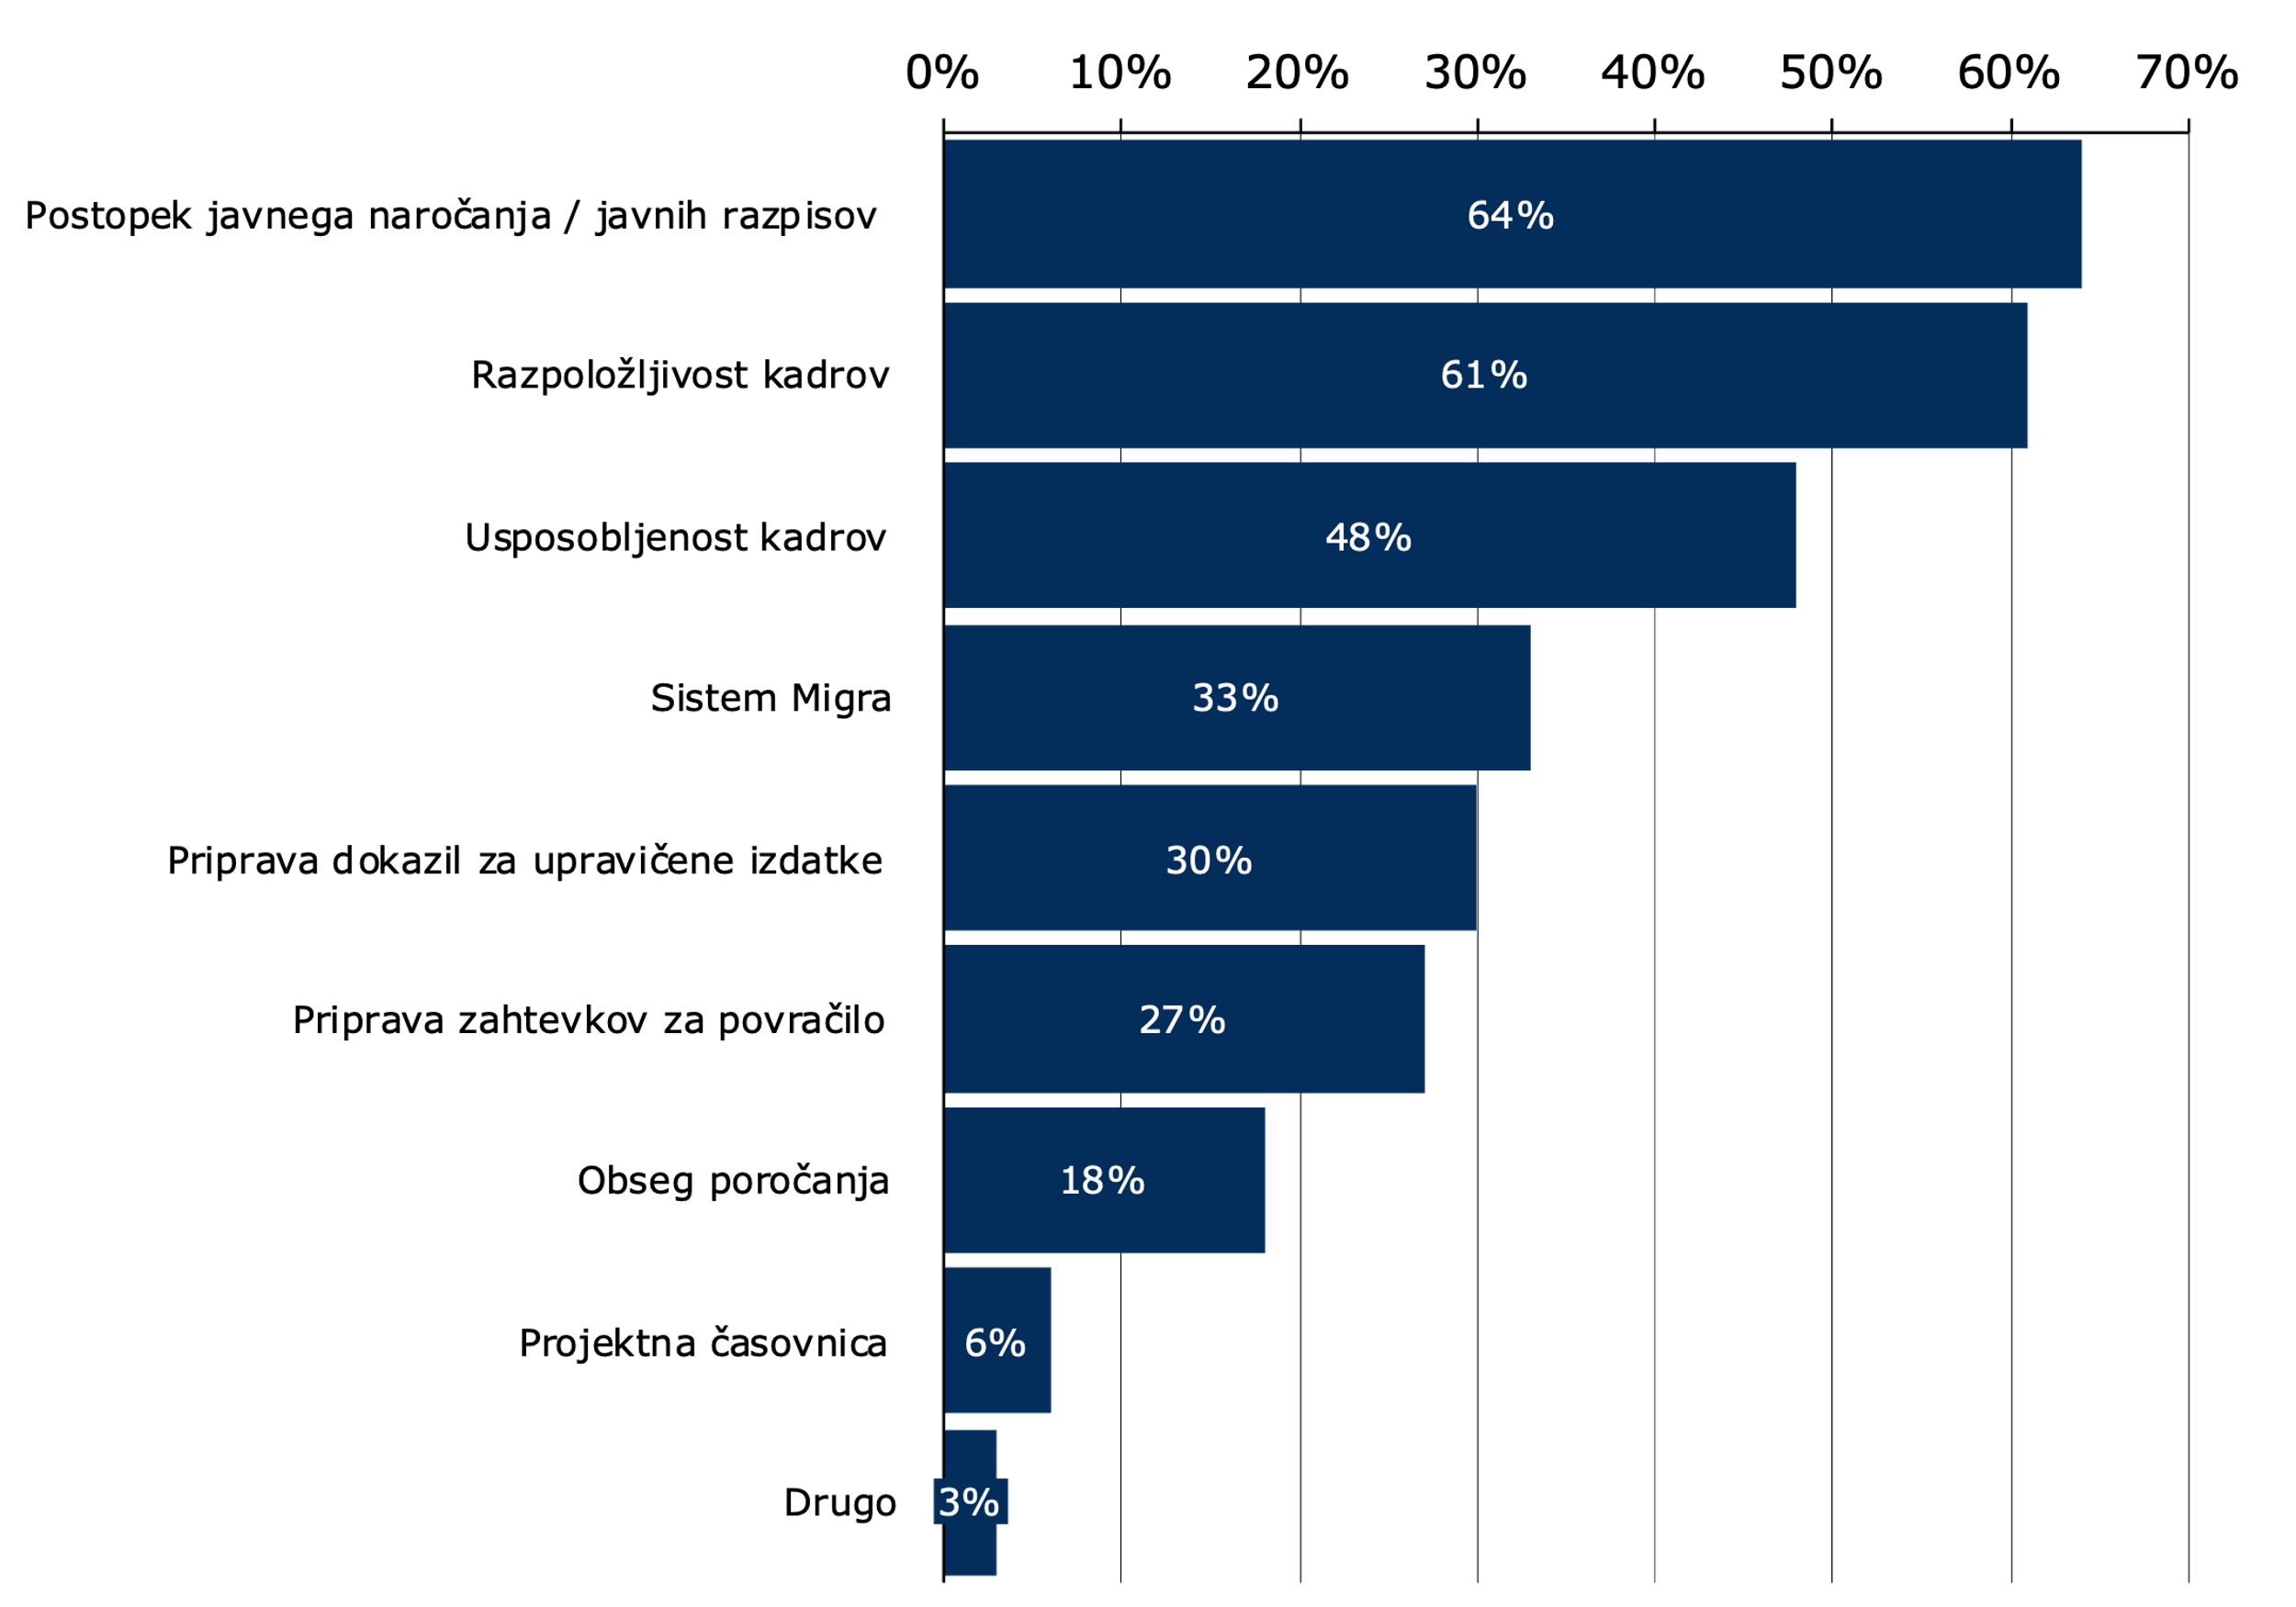 0% 10% 20% 30% 40% 50% 60% 70%
Postopek javnega naročanja / javnih razpisov 64%
Razpoložljivost kadrov 61%
Usposobljenost kadrov 48%
Sistem Migra 33%
Priprava dokazil za upravičene izdatke 30%
Priprava zahtevkov za povračilo 27%
Obseg poročanja 18%
Projektna časovnica 6%
Drugo 3%